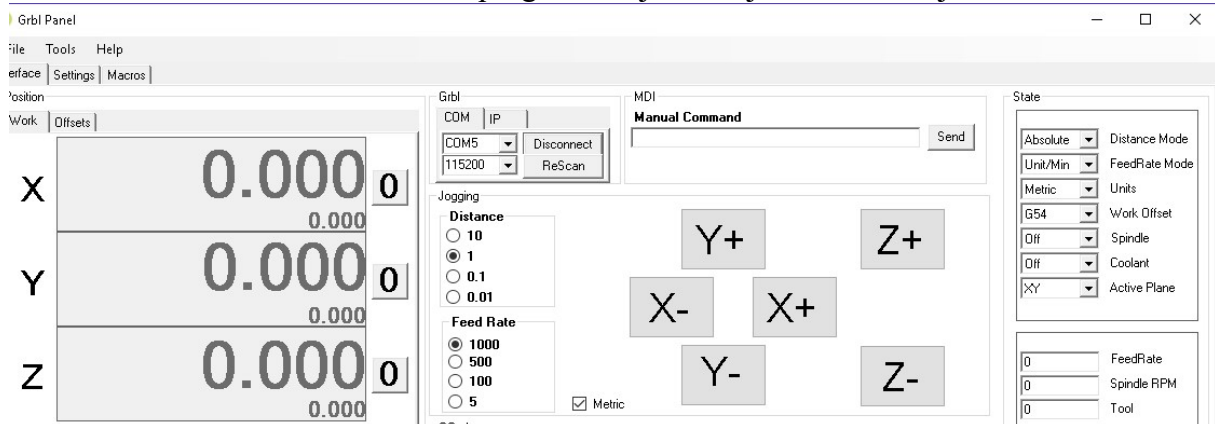 Grbl Panel
File Tools Help
erface Settings Macros
Position
Work Offsets
X 0.000 0
0.000
Y 0.000 0
0.000
Z 0.000 0
0.000
Grbl
COM IP
COM5 Disconnect
115200 ReScan
MDI
Manual Command
Send
Jogging
Distance
10
1
0.1
0.01
Feed Rate
1000
500
100
5
Metric
Y+ Z+
X- X+
Y- Z-
State
Absolute Distance Mode
Unit/Min FeedRate Mode
Metric Units
G54 Work Offset
Off Spindle
Off Coolant
XY Active Plane
0 FeedRate
0 Spindle RPM
0 Tool